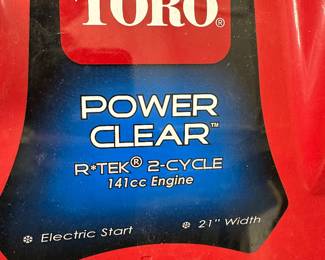 TORO®
POWER
CLEAR™
R*TEK® 2-CYCLE
141cc Engine
❄ Electric Start ❄ 21" Width